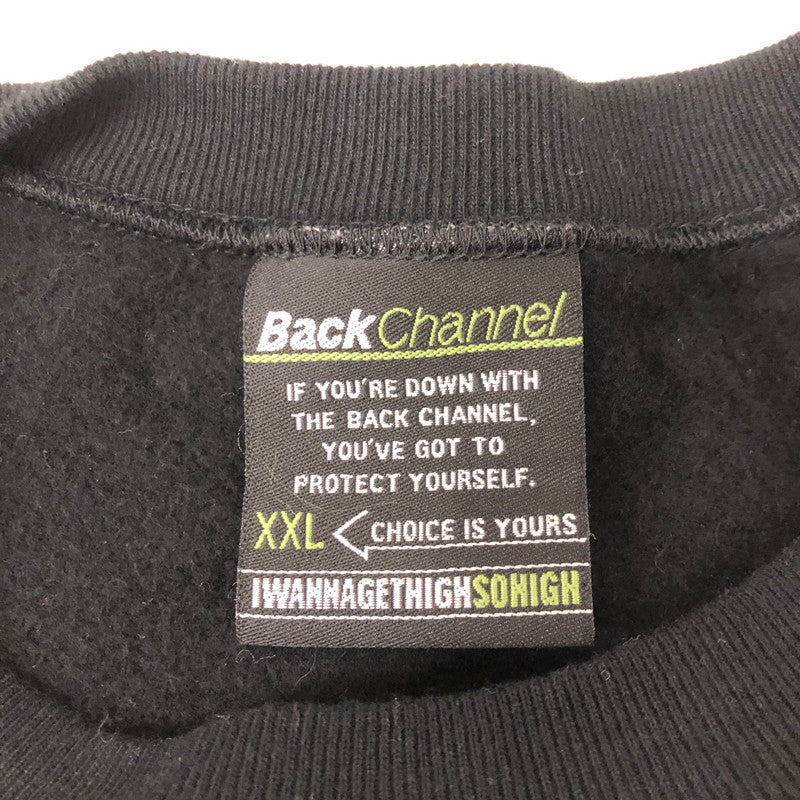 BackChannel
IF YOU'RE DOWN WITH
THE BACK CHANNEL,
YOU'VE GOT TO
PROTECT YOURSELF.
XXL CHOICE IS YOURS
IWANNAGETHIGHSOHIGH